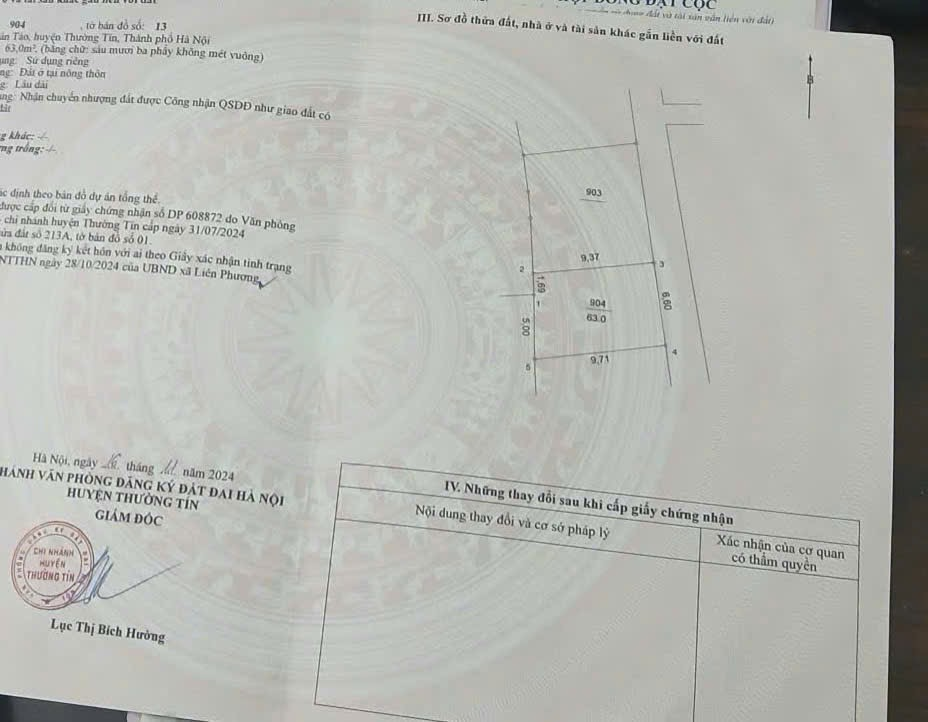 ĐỒNG ĐẶT CỌC
904 , tờ bản đồ số: 13
Tảo, huyện Thường Tín, Thành phố Hà Nội
63,0m², (bằng chữ: sáu mươi ba phẩy không mét vuông)
Sử dụng riêng
Đất ở tại nông thôn
Lâu dài
Nhận chuyển nhượng đất được Công nhận QSDĐ như giao đất có
khác: -/-
trồng: -/-
định theo bản đồ dự án tổng thể.
được cấp đổi từ giấy chứng nhận số DP 608872 do Văn phòng
chi nhánh huyện Thường Tín cấp ngày 31/07/2024
đất số 213A, tờ bản đồ số 01.
không đăng ký kết hôn với ai theo Giấy xác nhận tình trạng
NTTHN ngày 28/10/2024 của UBND xã Liên Phương
Hà Nội, ngày tháng năm 2024
HÁNH VĂN PHÒNG ĐĂNG KÝ ĐẤT ĐAI HÀ NỘI
HUYỆN THƯỜNG TÍN
GIÁM ĐỐC
CHI NHÁNH
HUYỆN
THƯỜNG TÍN
Lục Thị Bích Hường
III. Sơ đồ thửa đất, nhà ở và tài sản khác gắn liền với đất
B
903
9,37
2
3
1,69
1
904
63.0
6,60
5,00
9,71
4
5
IV. Những thay đổi sau khi cấp giấy chứng nhận
Nội dung thay đổi và cơ sở pháp lý
Xác nhận của cơ quan
có thẩm quyền